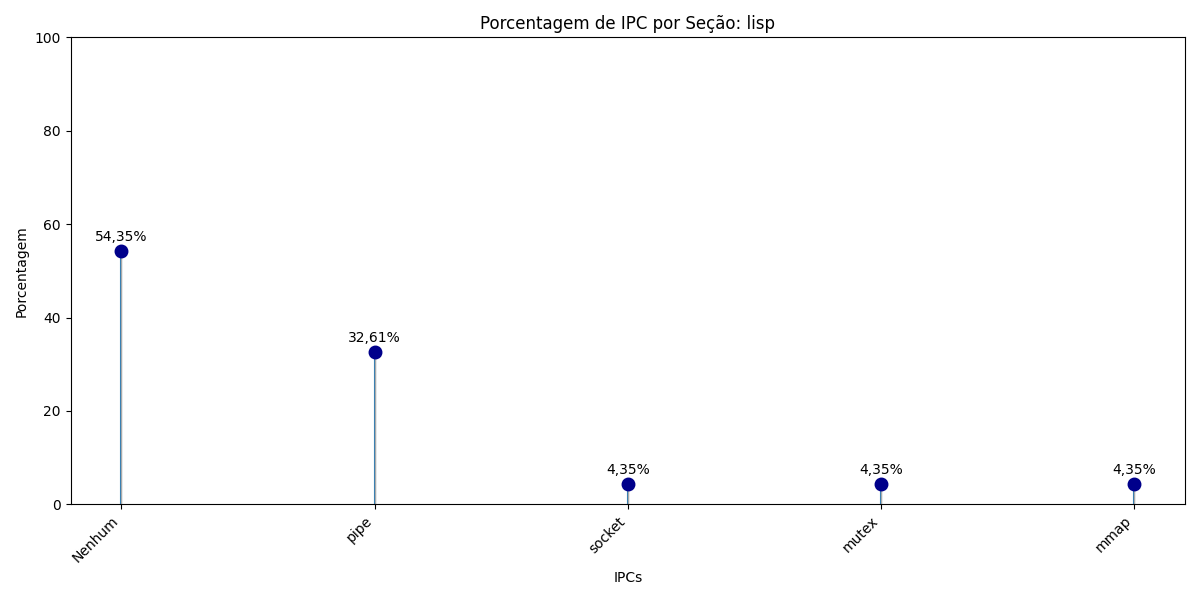 Porcentagem de IPC por Seção: lisp
Porcentagem
100
80
60
40
20
0
54,35%
32,61%
4,35%
4,35%
4,35%
Nenhum
pipe
socket
mutex
mmap
IPCs